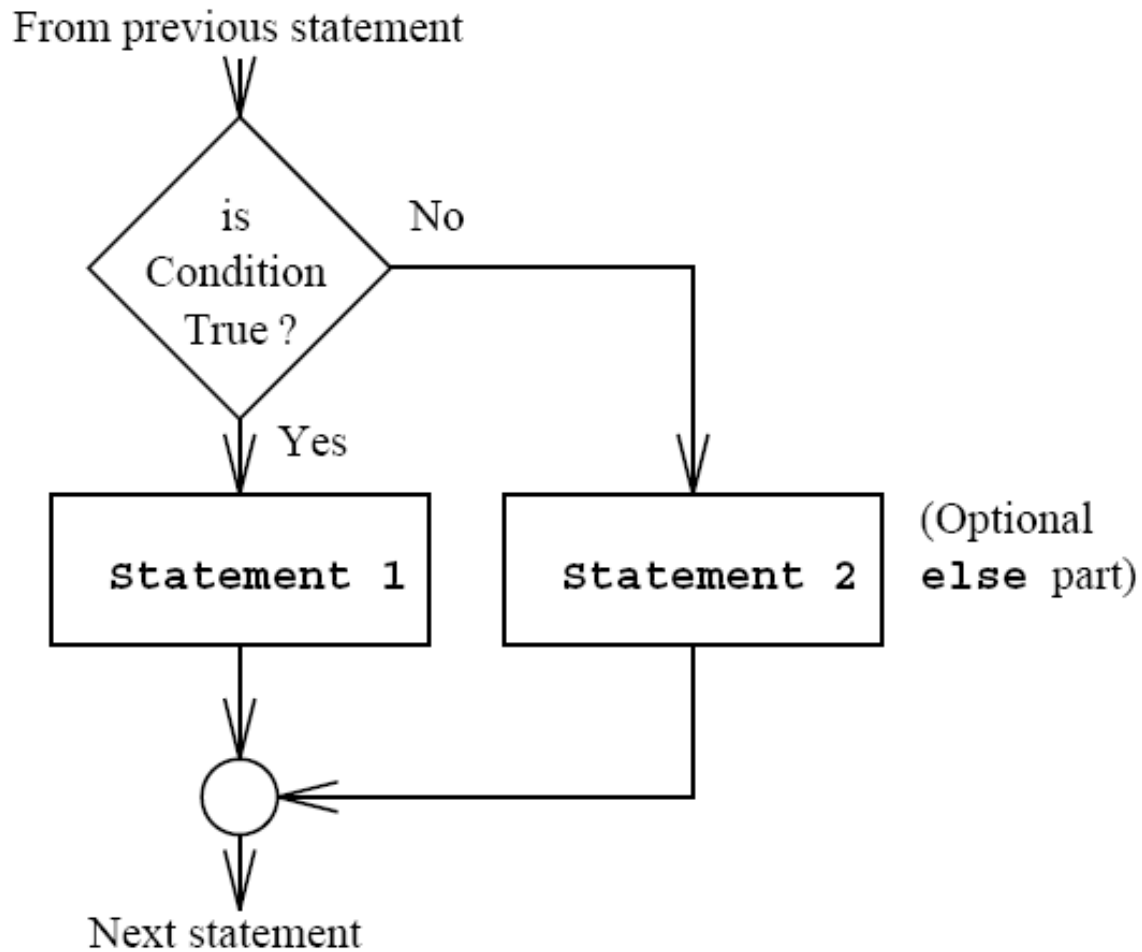 From previous statement
is
Condition
True ?
No
Yes
Statement 1
Statement 2
(Optional
else part)
Next statement